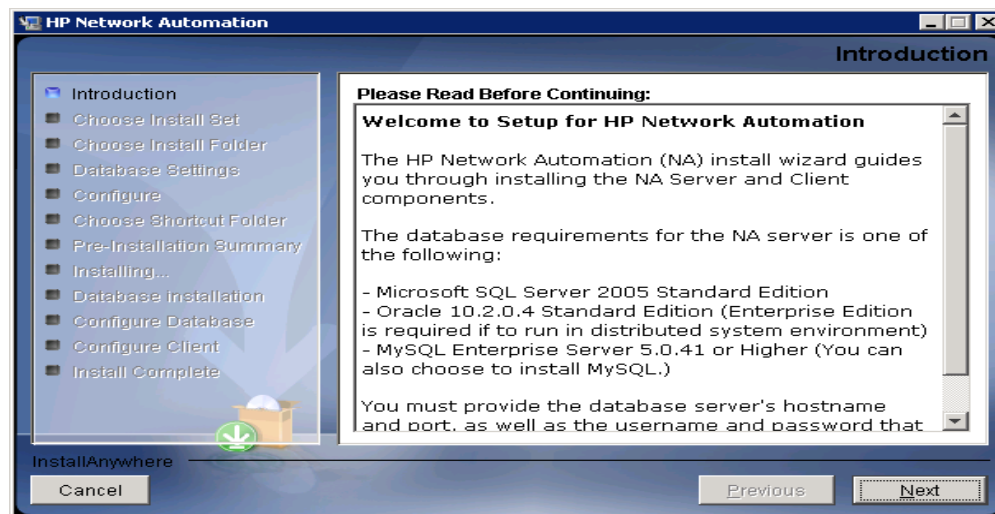 HP Network Automation
Introduction
Introduction
Choose Install Set
Choose Install Folder
Database Settings
Configure
Choose Shortcut Folder
Pre-Installation Summary
Installing...
Database Installation
Configure Database
Configure Client
Install Complete
Please Read Before Continuing:
Welcome to Setup for HP Network Automation
The HP Network Automation (NA) install wizard guides
you through installing the NA Server and Client
components.
The database requirements for the NA server is one of
the following:
- Microsoft SQL Server 2005 Standard Edition
- Oracle 10.2.0.4 Standard Edition (Enterprise Edition
is required if to run in distributed system environment)
- MySQL Enterprise Server 5.0.41 or Higher (You can
also choose to install MySQL.)
You must provide the database server's hostname
and port, as well as the username and password that
InstallAnywhere
Cancel
Previous
Next